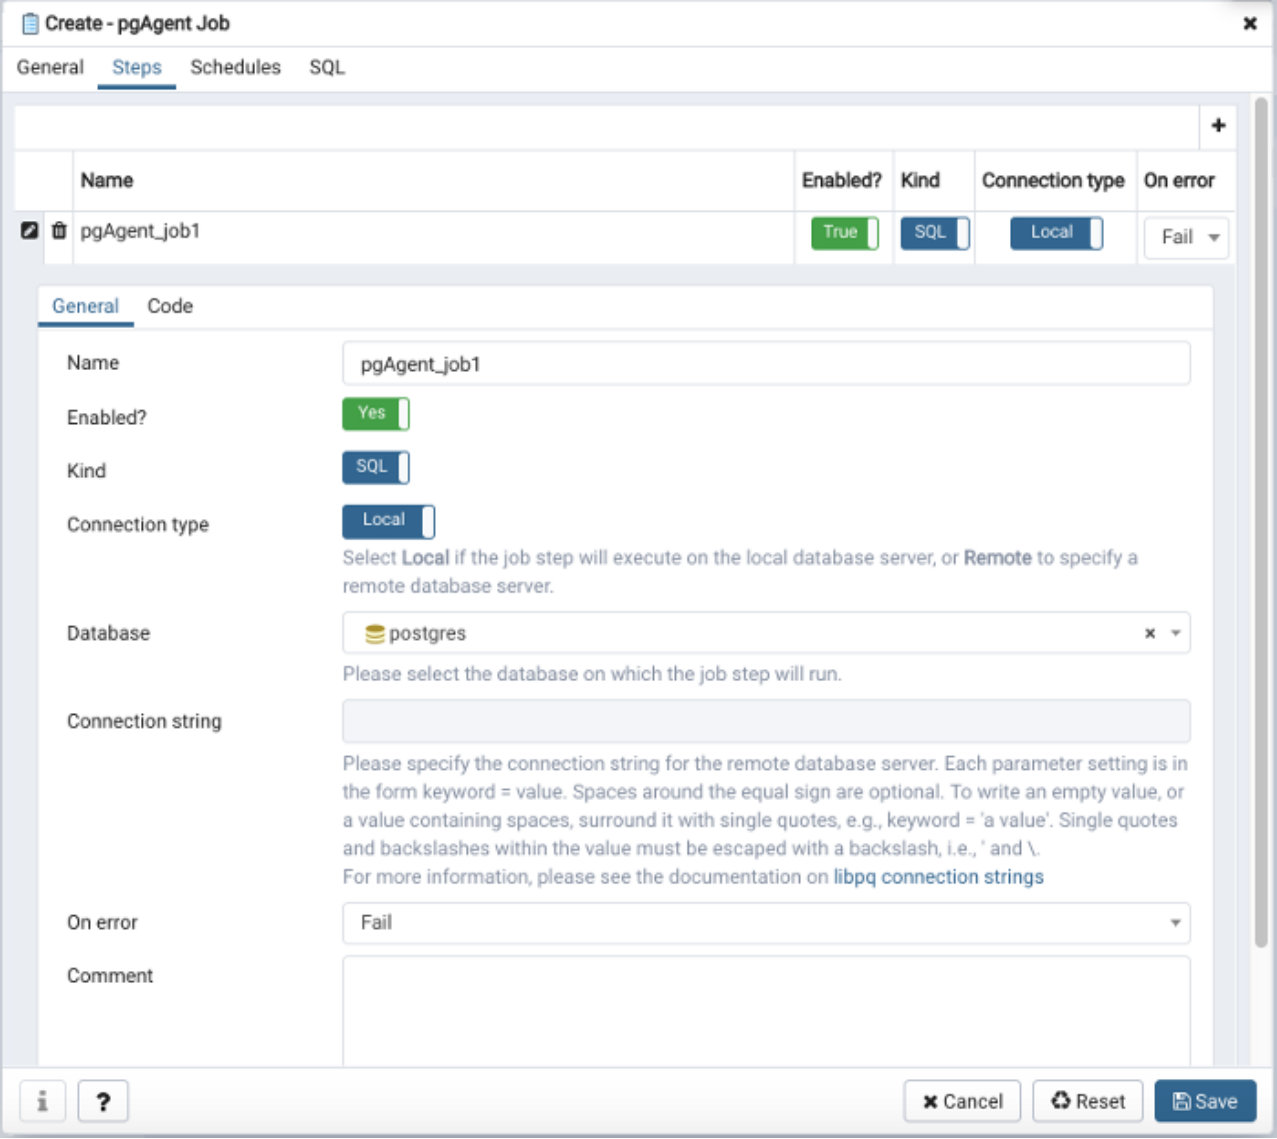 Create - pgAgent Job
General Steps Schedules SQL
Name Enabled? Kind Connection type On error
pgAgent_job1 True SQL Local Fail
General Code
Name pgAgent_job1
Enabled? Yes
Kind SQL
Connection type Local
Select Local if the job step will execute on the local database server, or Remote to specify a
remote database server.
Database postgres
Please select the database on which the job step will run.
Connection string
Please specify the connection string for the remote database server. Each parameter setting is in
the form keyword = value. Spaces around the equal sign are optional. To write an empty value, or
a value containing spaces, surround it with single quotes, e.g., keyword = 'a value'. Single quotes
and backslashes within the value must be escaped with a backslash, i.e., ' and \.
For more information, please see the documentation on libpq connection strings
On error Fail
Comment
i ? Cancel Reset Save